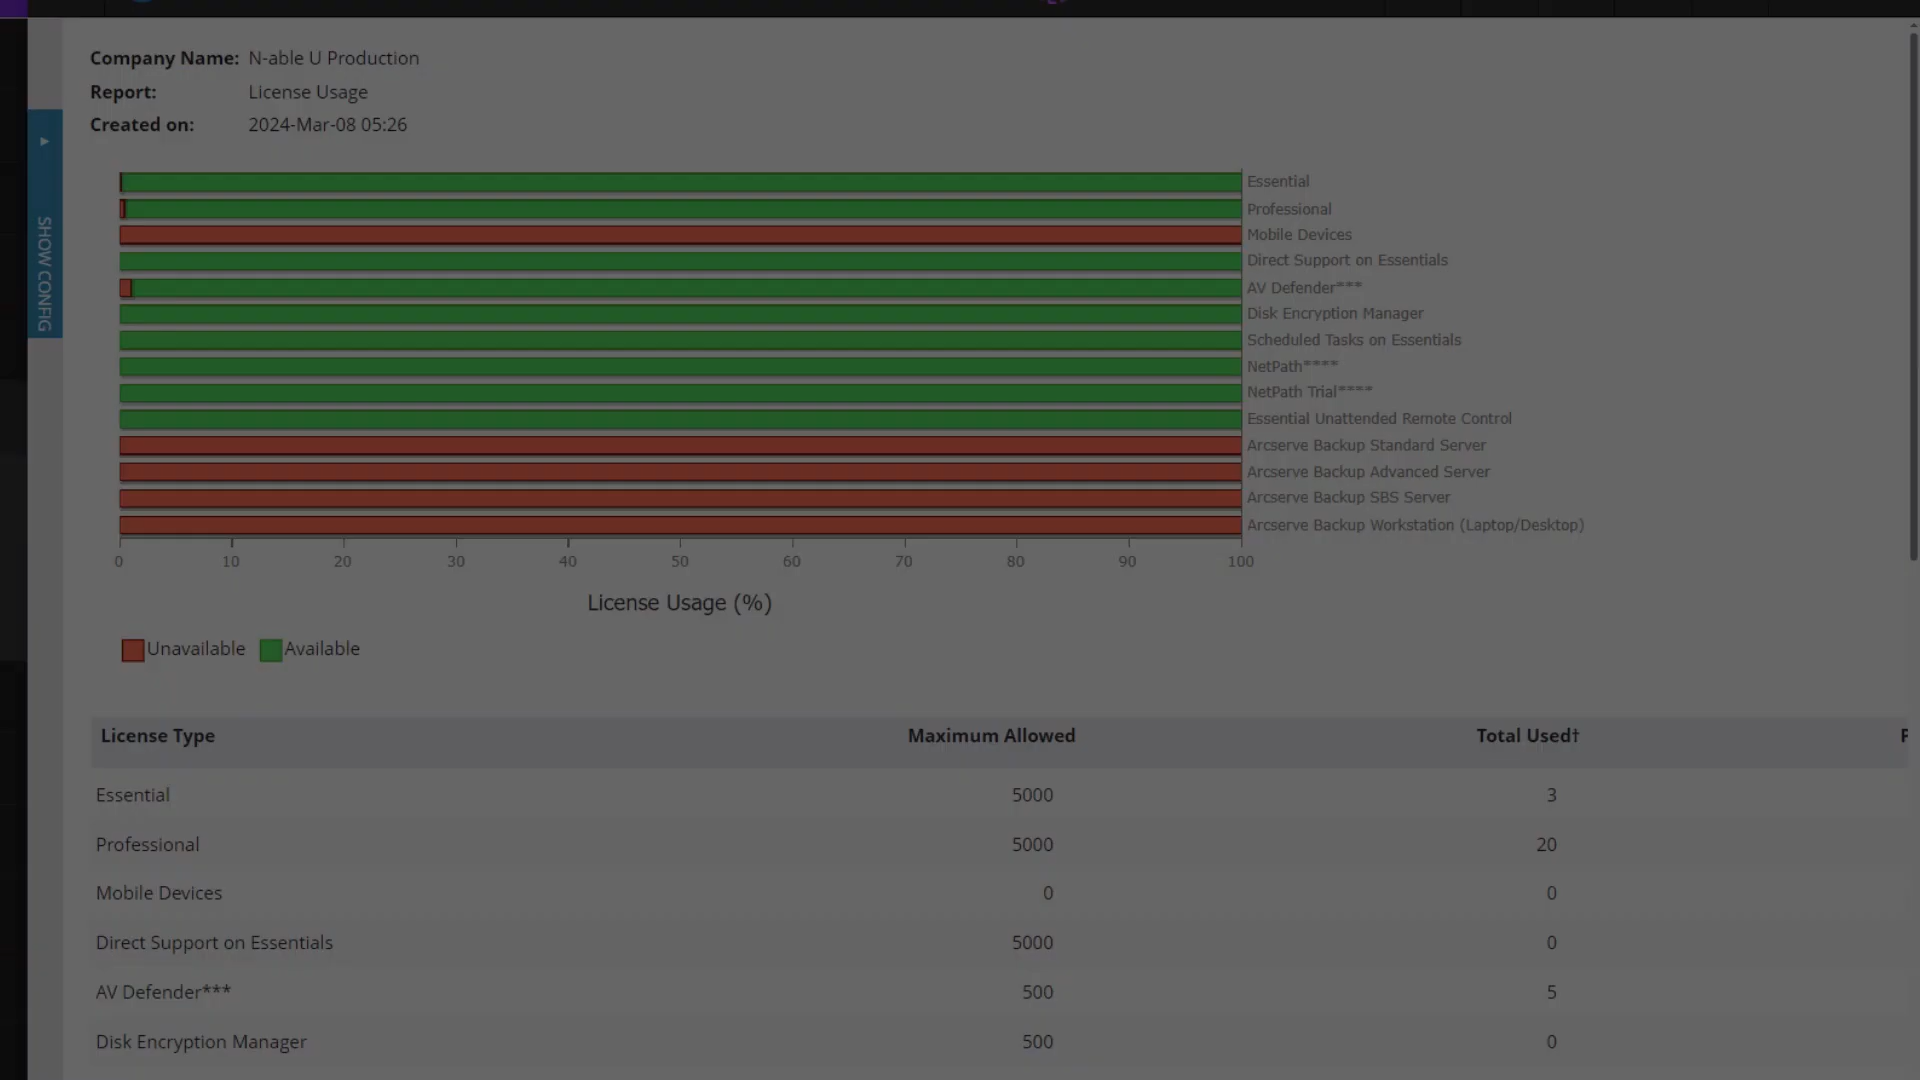 Company Name: N-able U Production
Report: License Usage
Created on: 2024-Mar-08 05:26
SHOW CONFIG
Essential
Professional
Mobile Devices
Direct Support on Essentials
AV Defender***
Disk Encryption Manager
Scheduled Tasks on Essentials
NetPath****
NetPath Trial****
Essential Unattended Remote Control
Arcserve Backup Standard Server
Arcserve Backup Advanced Server
Arcserve Backup SBS Server
Arcserve Backup Workstation (Laptop/Desktop)
0 10 20 30 40 50 60 70 80 90 100
License Usage (%)
Unavailable Available
License Type Maximum Allowed Total Used†
Essential 5000 3
Professional 5000 20
Mobile Devices 0 0
Direct Support on Essentials 5000 0
AV Defender*** 500 5
Disk Encryption Manager 500 0